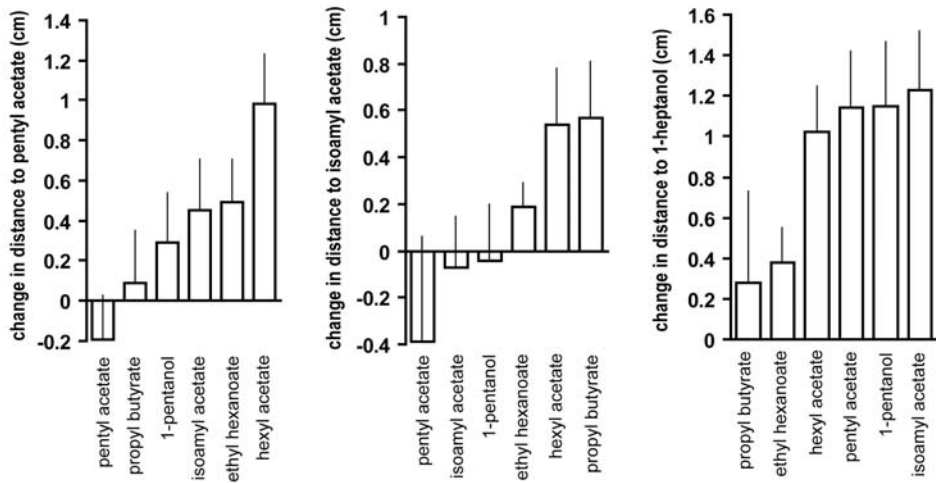 change in distance to pentyl acetate (cm)
1.4
1.2
1
0.8
0.6
0.4
0.2
0
-0.2
pentyl acetate
propyl butyrate
1-pentanol
isoamyl acetate
ethyl hexanoate
hexyl acetate
change in distance to isoamyl acetate (cm)
1
0.8
0.6
0.4
0.2
0
-0.2
-0.4
pentyl acetate
isoamyl acetate
1-pentanol
ethyl hexanoate
hexyl acetate
propyl butyrate
change in distance to 1-heptanol (cm)
1.6
1.4
1.2
1
0.8
0.6
0.4
0.2
0
propyl butyrate
ethyl hexanoate
hexyl acetate
pentyl acetate
1-pentanol
isoamyl acetate